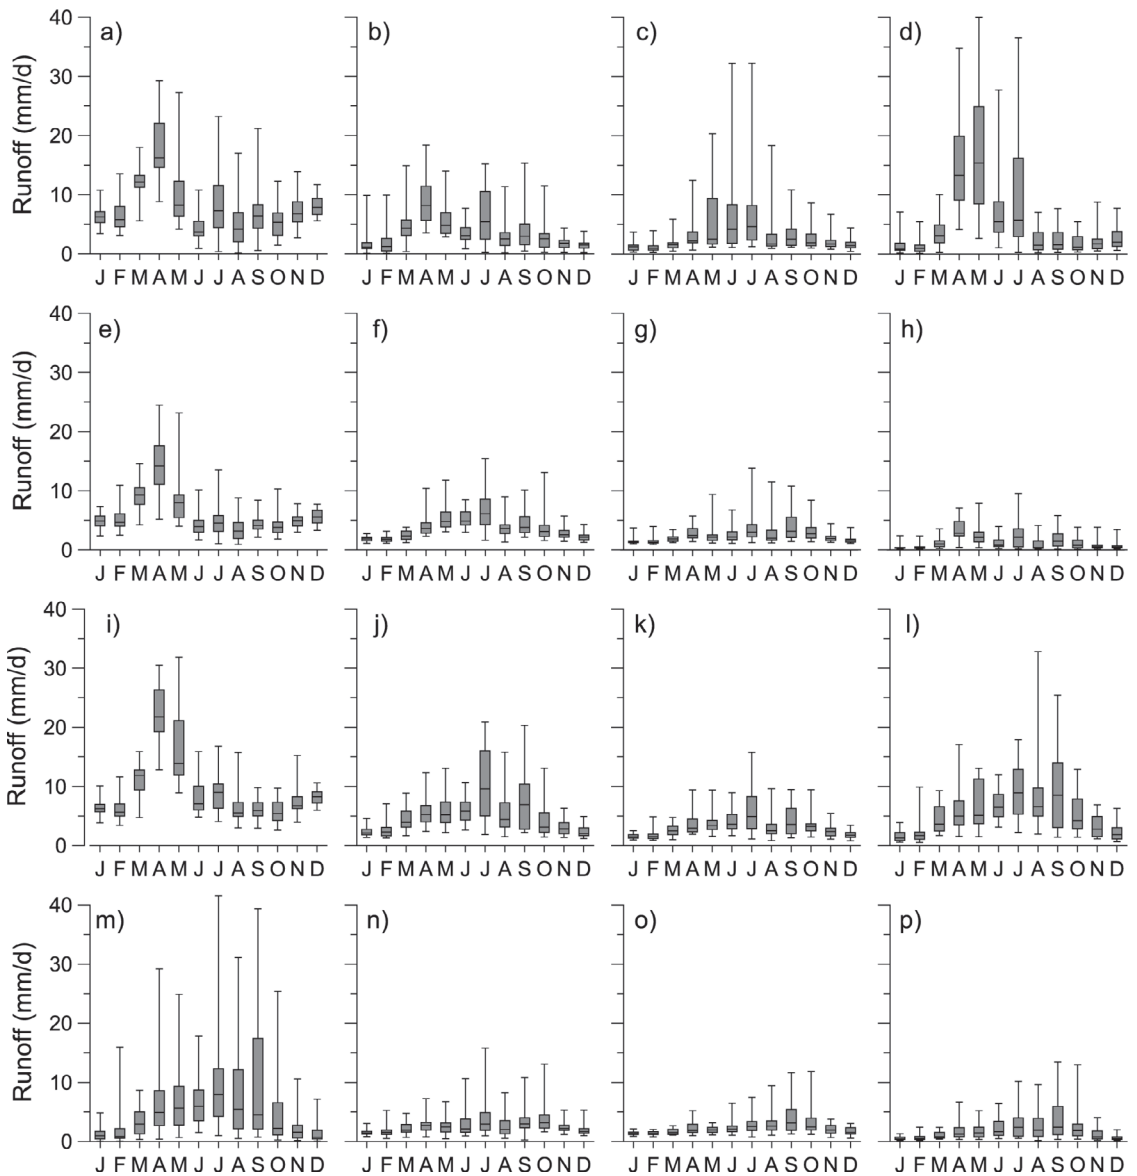 a) b) c) d)
40
30
20
10
0
Runoff (mm/d)
J F M A M J J A S O N D J F M A M J J A S O N D J F M A M J J A S O N D J F M A M J J A S O N D
e) f) g) h)
40
30
20
10
0
Runoff (mm/d)
J F M A M J J A S O N D J F M A M J J A S O N D J F M A M J J A S O N D J F M A M J J A S O N D
i) j) k) l)
40
30
20
10
0
Runoff (mm/d)
J F M A M J J A S O N D J F M A M J J A S O N D J F M A M J J A S O N D J F M A M J J A S O N D
m) n) o) p)
40
30
20
10
0
Runoff (mm/d)
J F M A M J J A S O N D J F M A M J J A S O N D J F M A M J J A S O N D J F M A M J J A S O N D